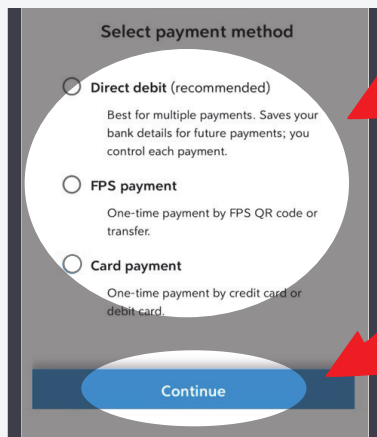 Select payment method
Direct debit (recommended)
Best for multiple payments. Saves your
bank details for future payments; you
control each payment.
FPS payment
One-time payment by FPS QR code or
transfer.
Card payment
One-time payment by credit card or
debit card.
Continue